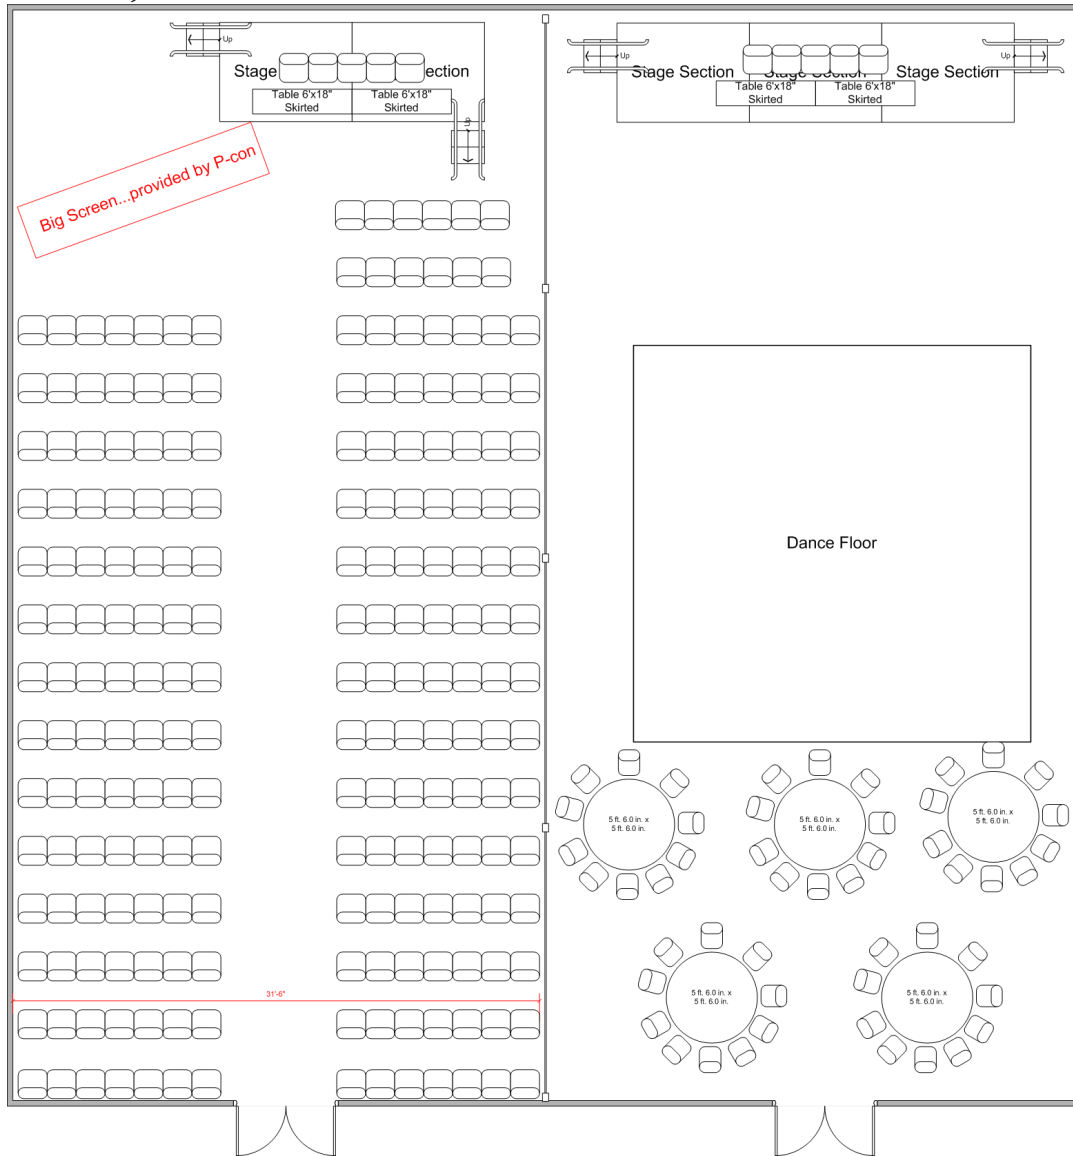 Up
Stage
ection
Table 6'x18"
Skirted
Table 6'x18"
Skirted
Up
Big Screen...provided by P-con
31'-6"
Up
Up
Stage Section
Stage Section
Stage Section
Table 6'x18"
Skirted
Table 6'x18"
Skirted
Dance Floor
5 ft. 6.0 in. x
5 ft. 6.0 in.
5 ft. 6.0 in. x
5 ft. 6.0 in.
5 ft. 6.0 in. x
5 ft. 6.0 in.
5 ft. 6.0 in. x
5 ft. 6.0 in.
5 ft. 6.0 in. x
5 ft. 6.0 in.